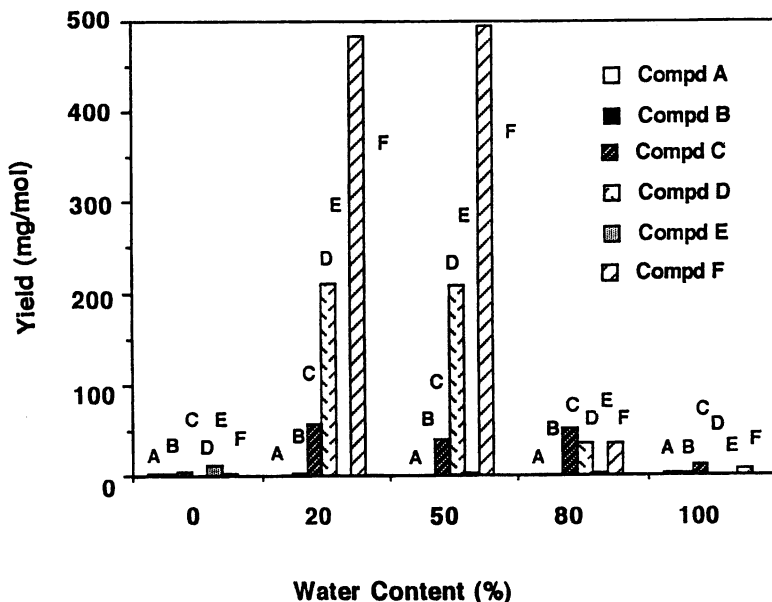 500
400
300
200
100
0
Yield (mg/mol)
Compd A
Compd B
Compd C
Compd D
Compd E
Compd F
A B C D E F
A B C D E F
A B C D E F
A B C D E F
A B C D E F
0 20 50 80 100
Water Content (%)